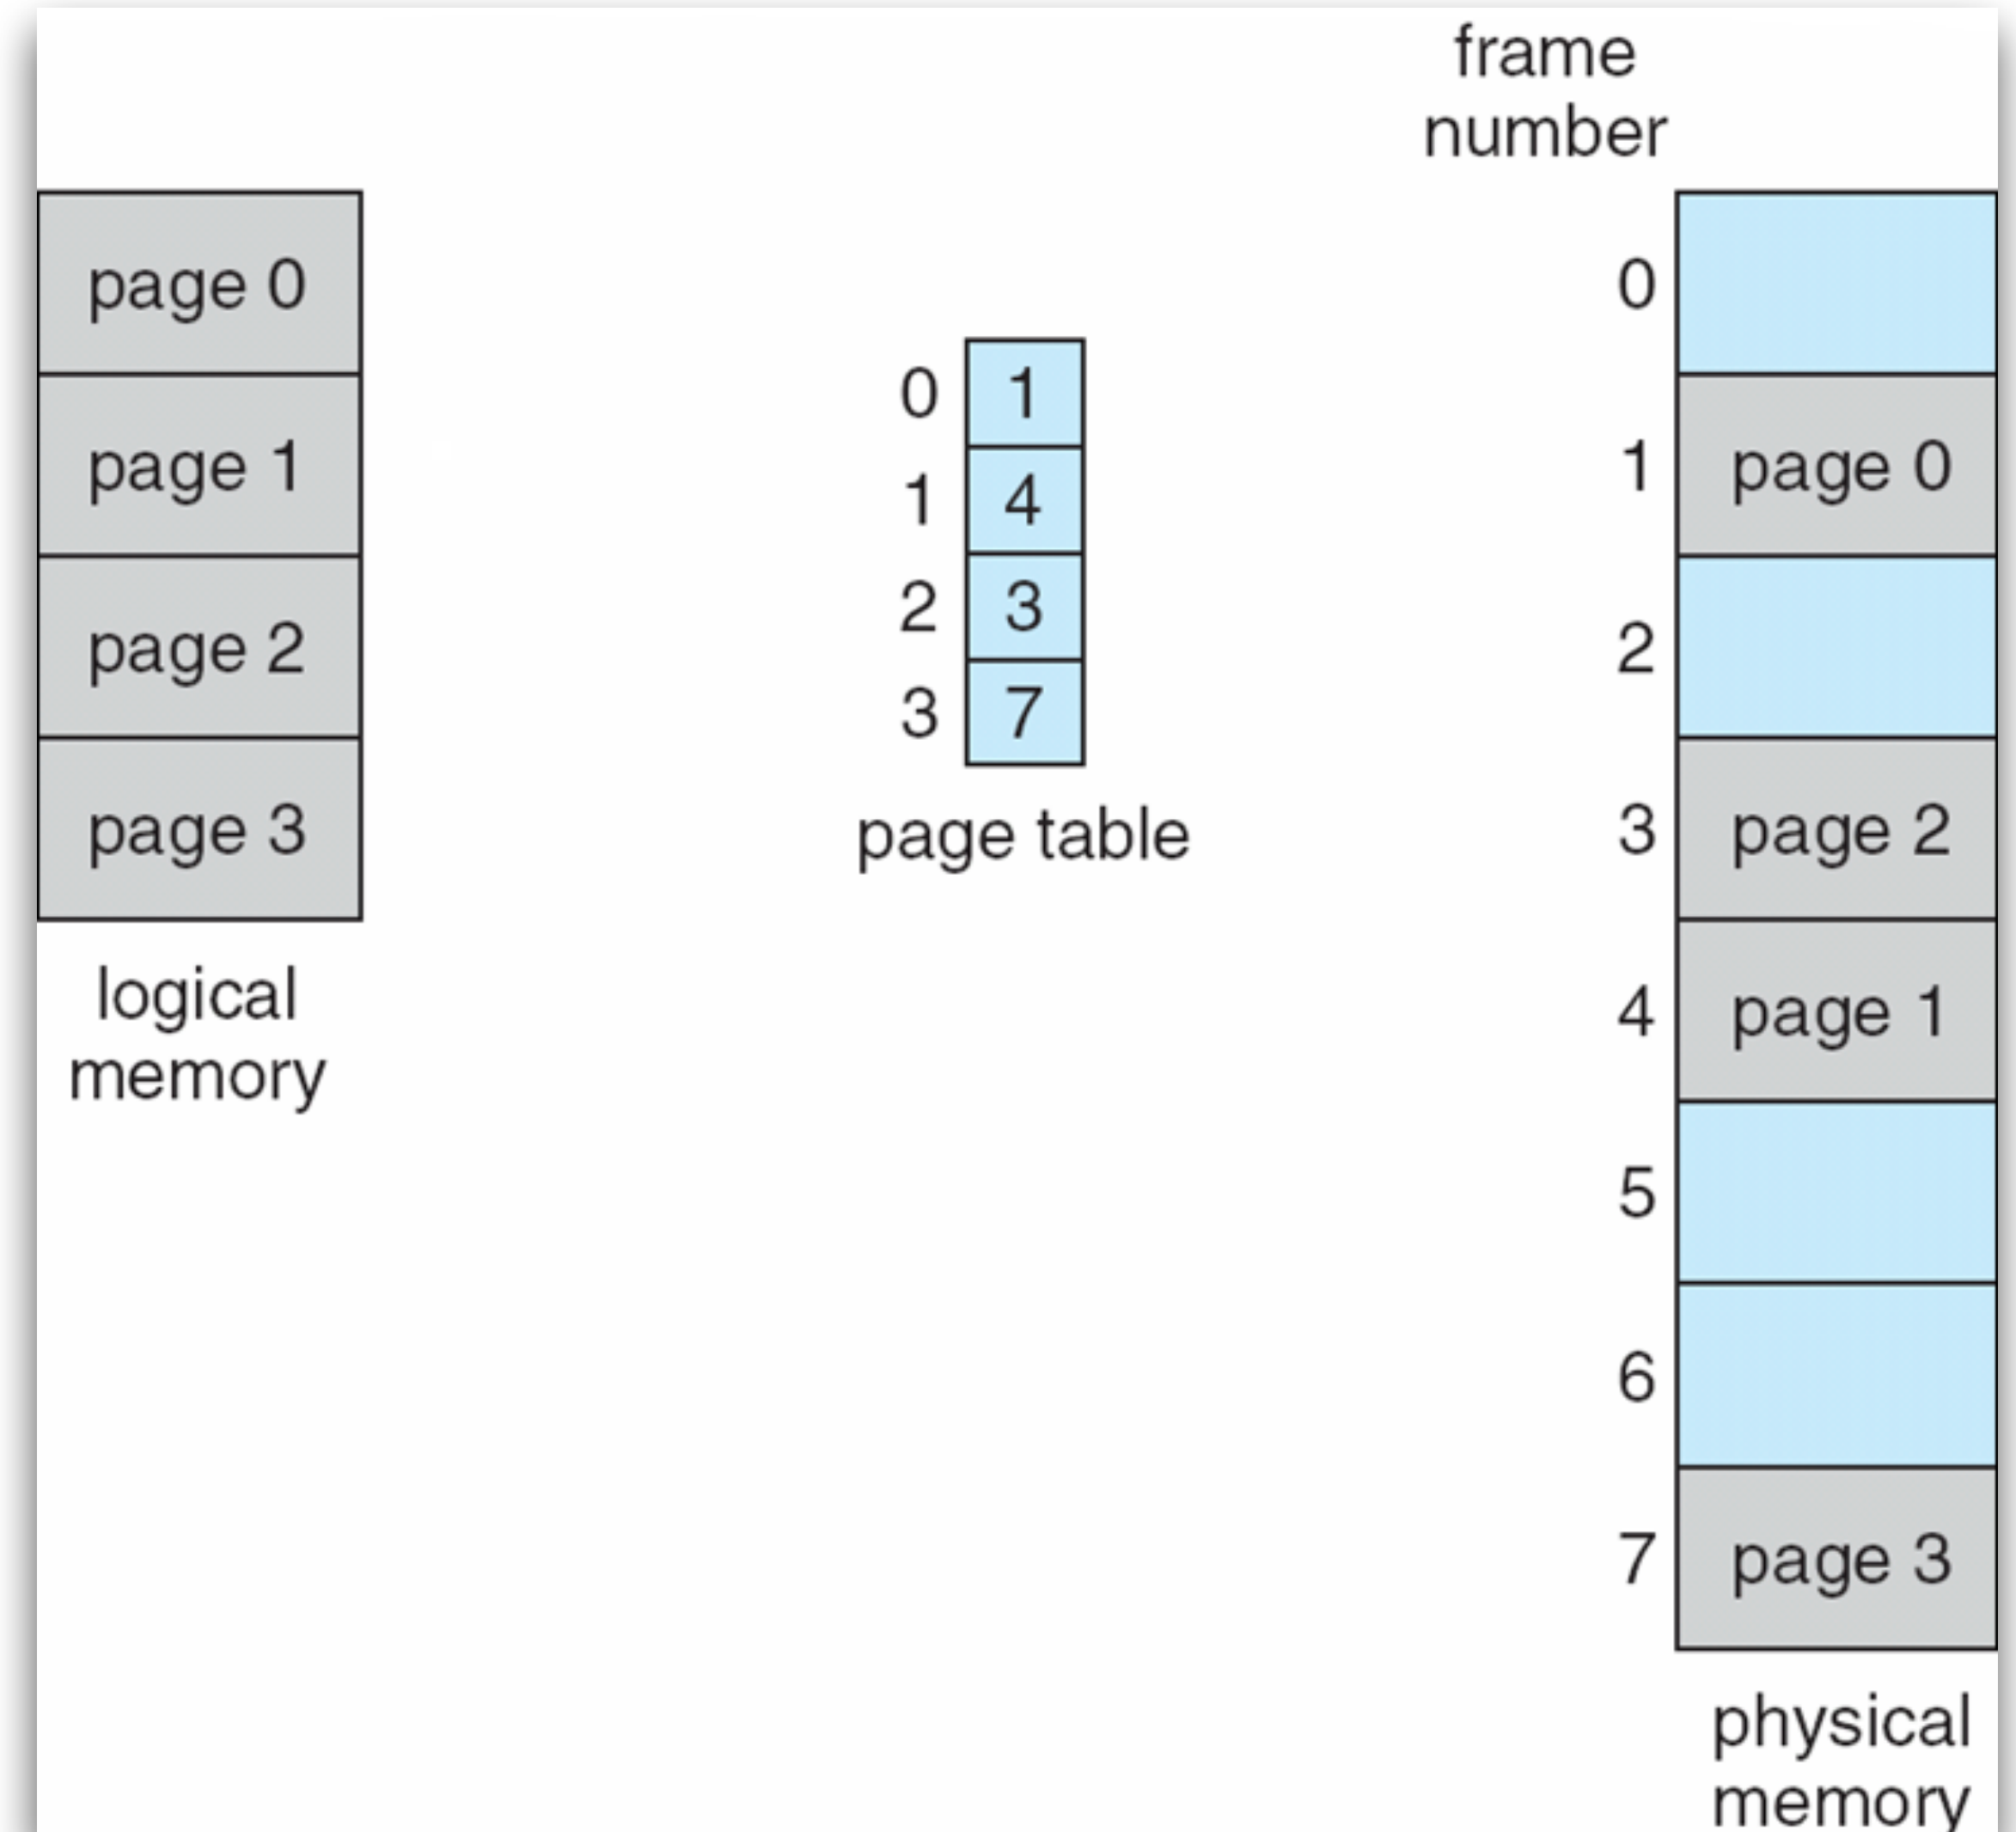 page 0
page 1
page 2
page 3
logical
memory
0 1
1 4
2 3
3 7
page table
frame
number
0
1 page 0
2
3 page 2
4 page 1
5
6
7 page 3
physical
memory